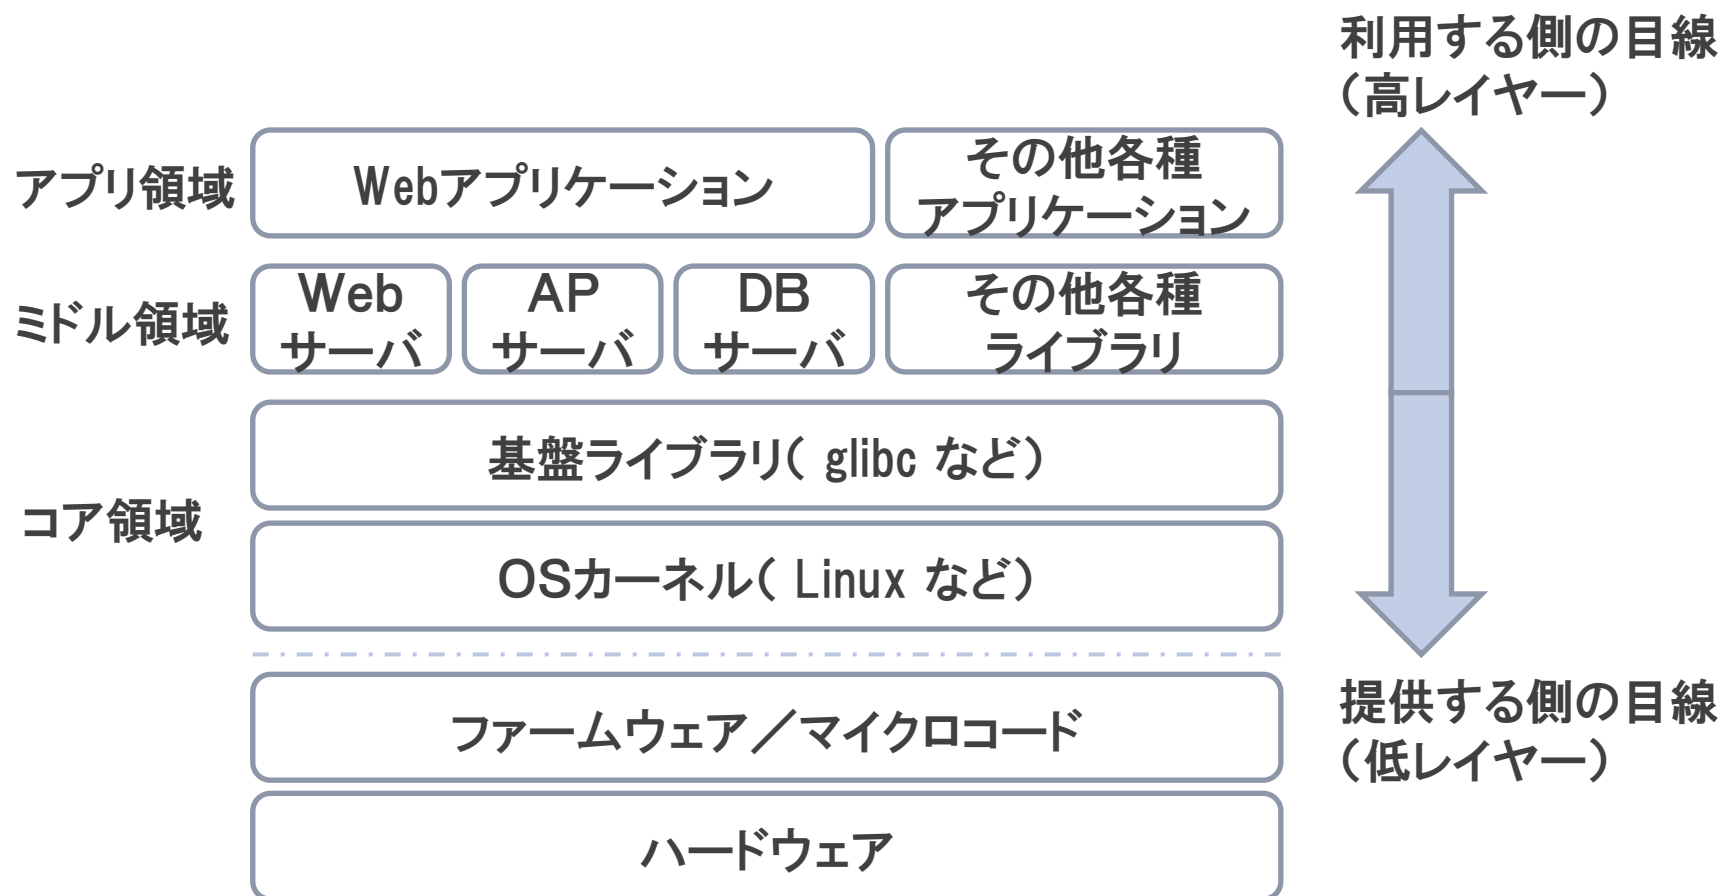 利用する側の目線
（高レイヤー）
アプリ領域
Webアプリケーション
その他各種
アプリケーション
ミドル領域
Web
サーバ
AP
サーバ
DB
サーバ
その他各種
ライブラリ
コア領域
基盤ライブラリ( glibc など)
OSカーネル( Linux など)
ファームウェア／マイクロコード
ハードウェア
提供する側の目線
（低レイヤー）